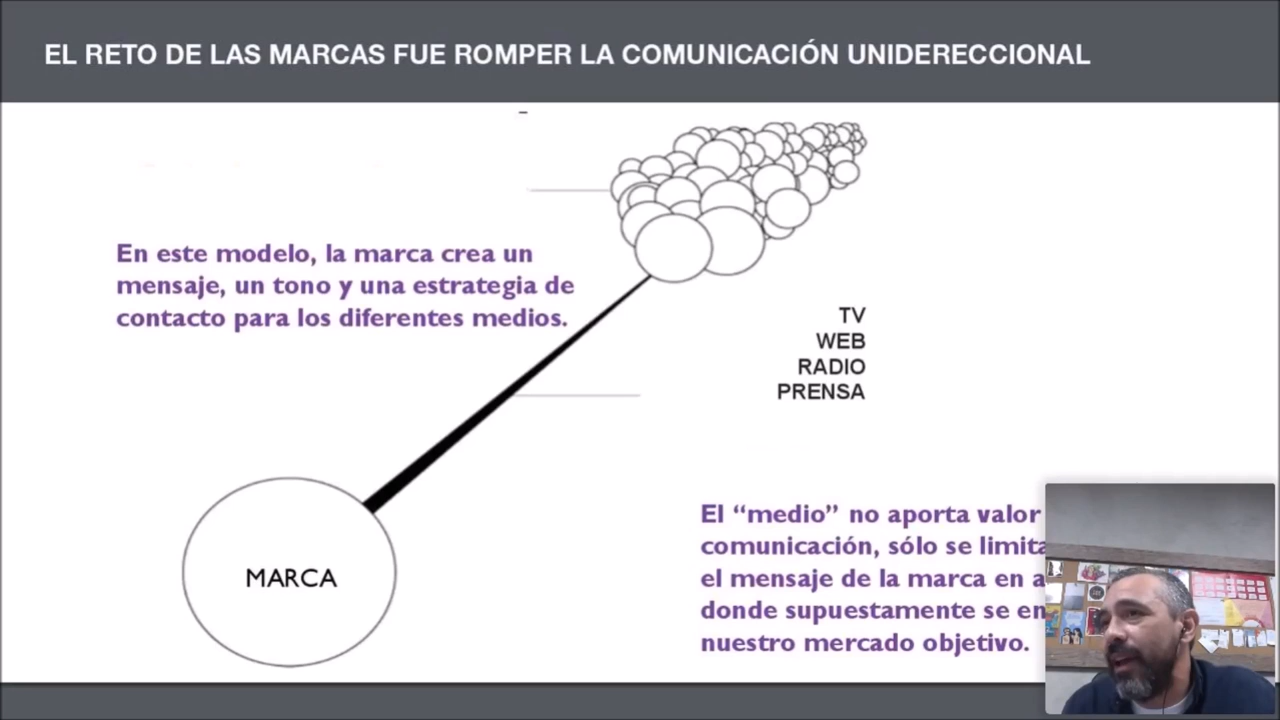 EL RETO DE LAS MARCAS FUE ROMPER LA COMUNICACIÓN UNIDERECCIONAL
En este modelo, la marca crea un
mensaje, un tono y una estrategia de
contacto para los diferentes medios.
TV
WEB
RADIO
PRENSA
MARCA
El “medio” no aporta valor
comunicación, sólo se limita
el mensaje de la marca en
donde supuestamente se
nuestro mercado objetivo.